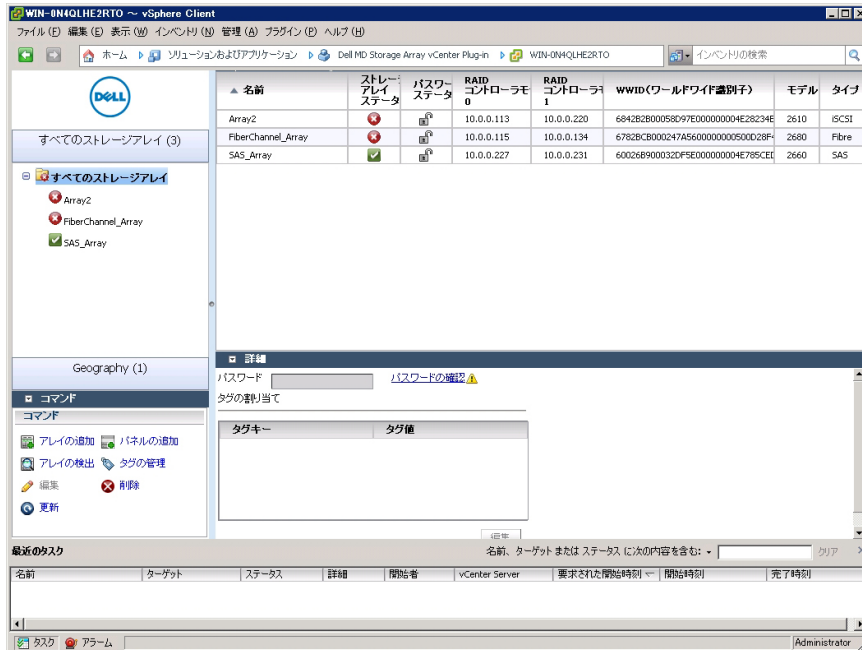 WIN-0N4QLHE2RTO ～ vSphere Client
ファイル (F) 編集 (E) 表示 (W) インベントリ (N) 管理 (A) プラグイン (P) ヘルプ (H)
ホーム ソリューションおよびアプリケーション Dell MD Storage Array vCenter Plug-in WIN-0N4QLHE2RTO インベントリの検索
DELL
すべてのストレージアレイ (3)
すべてのストレージアレイ
Array2
FiberChannel_Array
SAS_Array
Geography (1)
コマンド
コマンド
アレイの追加 パネルの追加
アレイの検出 タグの管理
編集 削除
更新
名前 ストレー アレイ ステータ パスワー ステータ RAID コントローラモ 0 RAID コントローラモ 1 WWID(ワールドワイド識別子) モデル タイプ
Array2 10.0.0.113 10.0.0.220 6842B2B00058D97E000000004E28234E 2610 iSCSI
FiberChannel_Array 10.0.0.115 10.0.0.134 6782BCB000247A5600000000500D28F 2680 Fibre
SAS_Array 10.0.0.227 10.0.0.231 60026B900032DF5E000000004E785CEE 2660 SAS
詳細
パスワード パスワードの確認
タグの割り当て
タグキー タグ値
編集
最近のタスク 名前、ターゲット または ステータス に次の内容を含む: クリア
名前 ターゲット ステータス 詳細 開始者 vCenter Server 要求された開始時刻 開始時刻 完了時刻
タスク アラーム Administrator